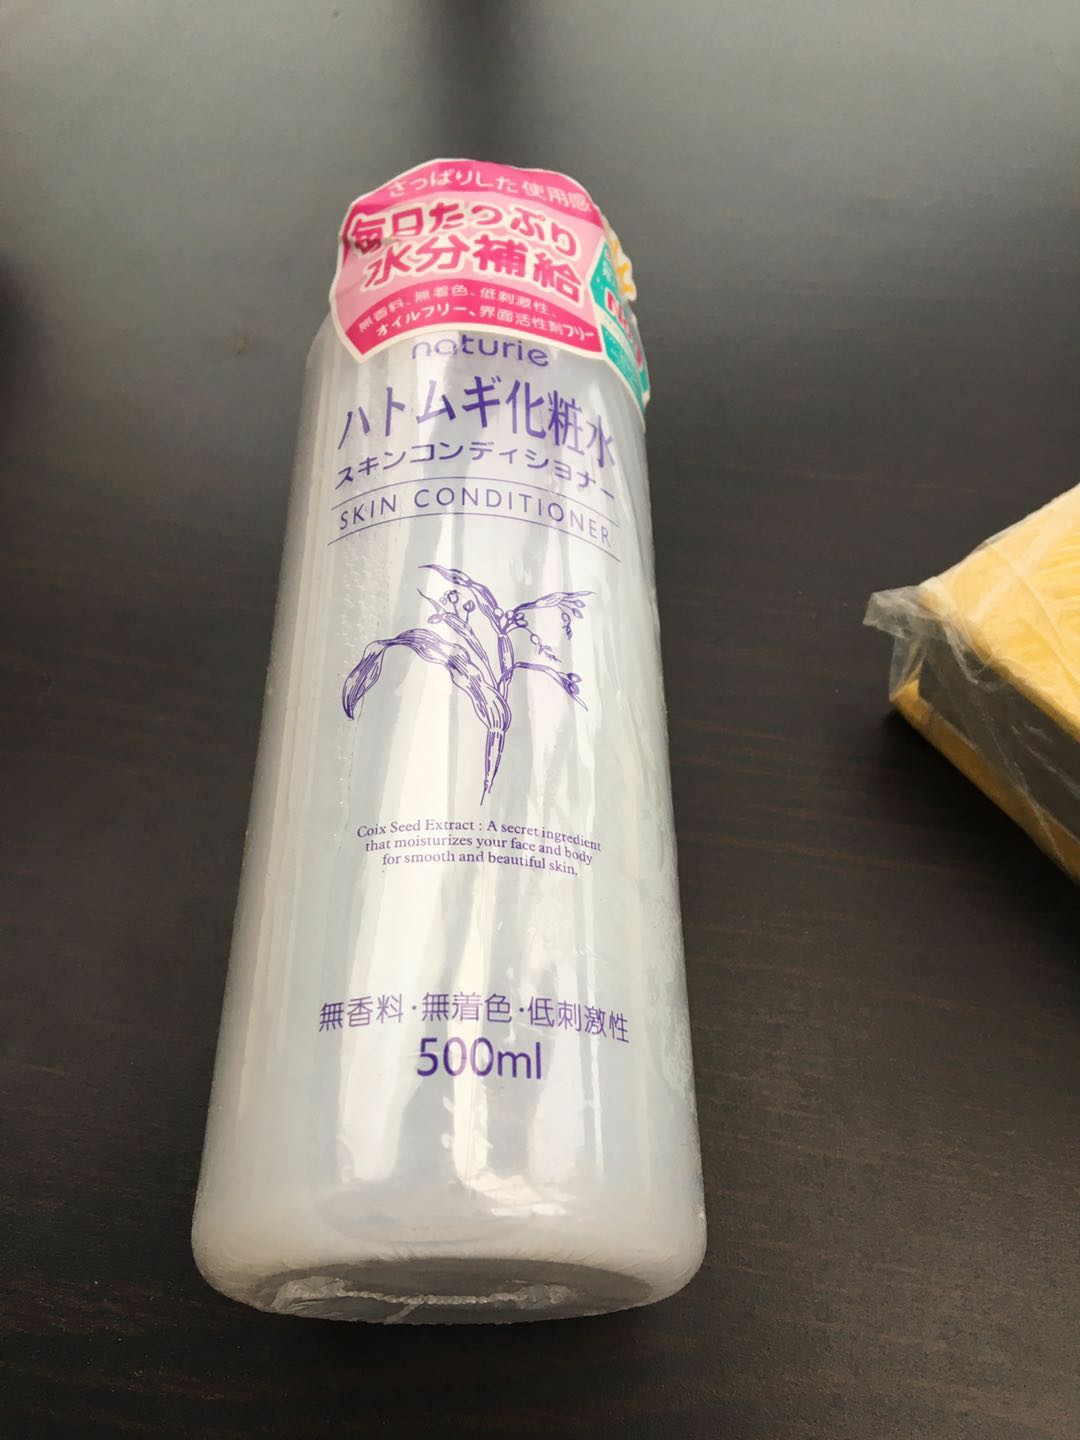 さっぱりした使用感
毎日たっぷり
水分補給
無香料、無着色、低刺激性、
オイルフリー、界面活性剤フリー
naturie
ハトムギ化粧水
スキンコンディショナー
SKIN CONDITIONER
Coix Seed Extract : A secret ingredient
that moisturizes your face and body
for smooth and beautiful skin.
無香料・無着色・低刺激性
500ml